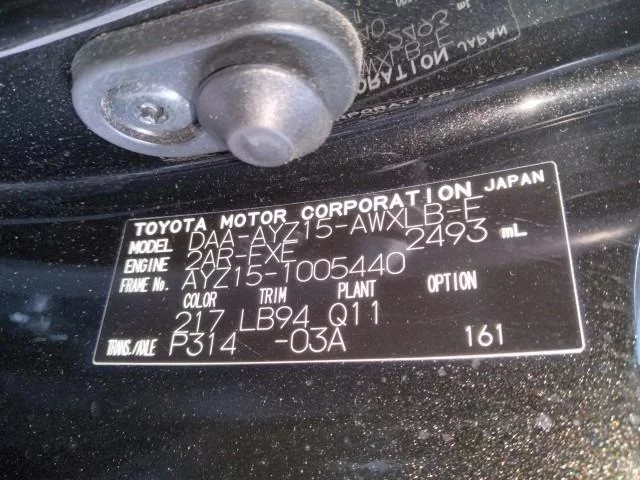 TOYOTA MOTOR CORPORATION JAPAN
MODEL DAA-AYZ15-AWXLB-E
ENGINE 2AR-EXE 2493 mL
FRAME No. AYZ15-1005440
COLOR TRIM PLANT OPTION
217 LB94 Q11
TRANS./AXLE P314 -03A 161